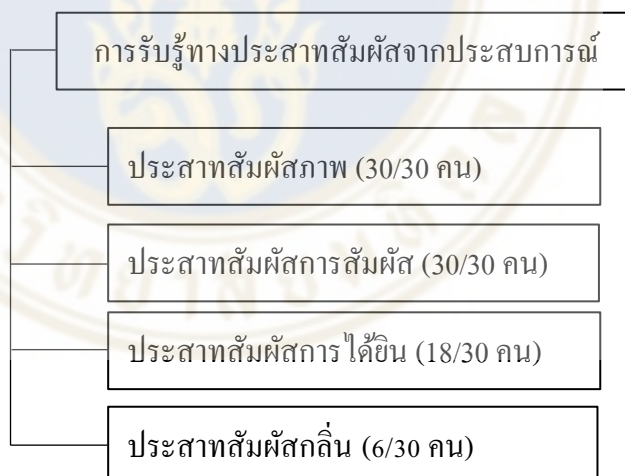 การรับรู้ทางประสาทสัมผัสจากประสบการณ์
ประสาทสัมผัสภาพ (30/30 คน)
ประสาทสัมผัสการสัมผัส (30/30 คน)
ประสาทสัมผัสการได้ยิน (18/30 คน)
ประสาทสัมผัสกลิ่น (6/30 คน)